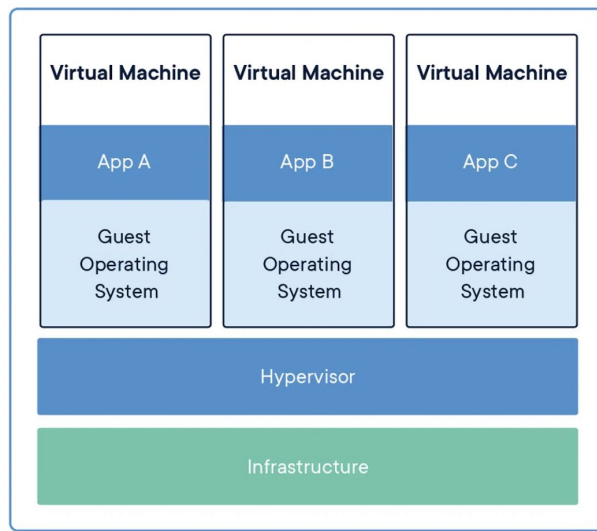 Virtual Machine
App A
Guest
Operating
System
Virtual Machine
App B
Guest
Operating
System
Virtual Machine
App C
Guest
Operating
System
Hypervisor
Infrastructure